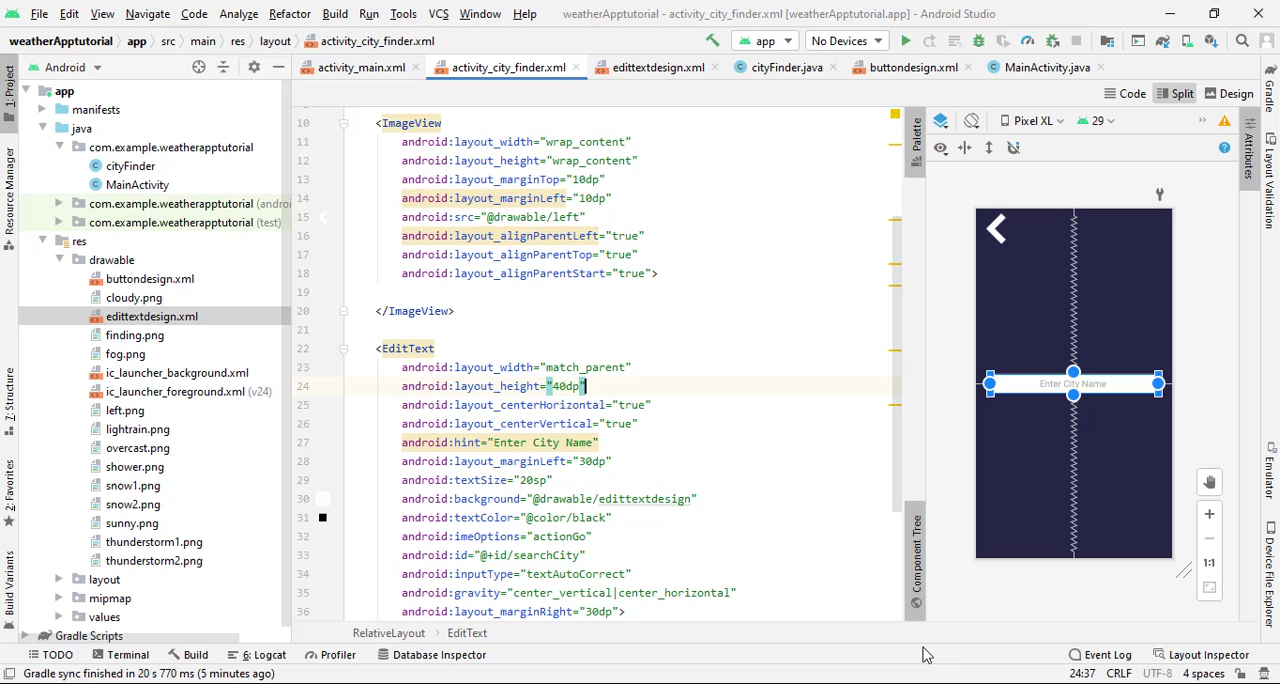 File Edit View Navigate Code Analyze Refactor Build Run Tools VCS Window Help weatherApptutorial - activity_city_finder.xml [weatherApptutorial.app] - Android Studio
weatherApptutorial app src main res layout activity_city_finder.xml app No Devices
1: Project Android activity_main.xml activity_city_finder.xml edittextdesign.xml cityFinder.java buttondesign.xml MainActivity.java Gradle
app Code Split Design
manifests
java
com.example.weatherapptutorial
cityFinder
MainActivity
com.example.weatherapptutorial (andro
com.example.weatherapptutorial (test)
res
drawable
buttondesign.xml
cloudy.png
edittextdesign.xml
finding.png
fog.png
ic_launcher_background.xml
ic_launcher_foreground.xml (v24)
left.png
lightrain.png
overcast.png
shower.png
snow1.png
snow2.png
sunny.png
thunderstorm1.png
thunderstorm2.png
layout
mipmap
values
Gradle Scripts
Resource Manager
7: Structure
2: Favorites
Build Variants
10 <ImageView
11 android:layout_width="wrap_content"
12 android:layout_height="wrap_content"
13 android:layout_marginTop="10dp"
14 android:layout_marginLeft="10dp"
15 android:src="@drawable/left"
16 android:layout_alignParentLeft="true"
17 android:layout_alignParentTop="true"
18 android:layout_alignParentStart="true">
19
20 </ImageView>
21
22 <EditText
23 android:layout_width="match_parent"
24 android:layout_height="40dp"
25 android:layout_centerHorizontal="true"
26 android:layout_centerVertical="true"
27 android:hint="Enter City Name"
28 android:layout_marginLeft="30dp"
29 android:textSize="20sp"
30 android:background="@drawable/edittextdesign"
31 android:textColor="@color/black"
32 android:imeOptions="actionGo"
33 android:id="@+id/searchCity"
34 android:inputType="textAutoCorrect"
35 android:gravity="center_vertical|center_horizontal"
36 android:layout_marginRight="30dp">
RelativeLayout EditText
Palette
Component Tree
Pixel XL 29
Enter City Name
1:1
Attributes
Layout Validation
Emulator
Device File Explorer
TODO Terminal Build 6: Logcat Profiler Database Inspector Event Log Layout Inspector
Gradle sync finished in 20 s 770 ms (5 minutes ago) 24:37 CRLF UTF-8 4 spaces